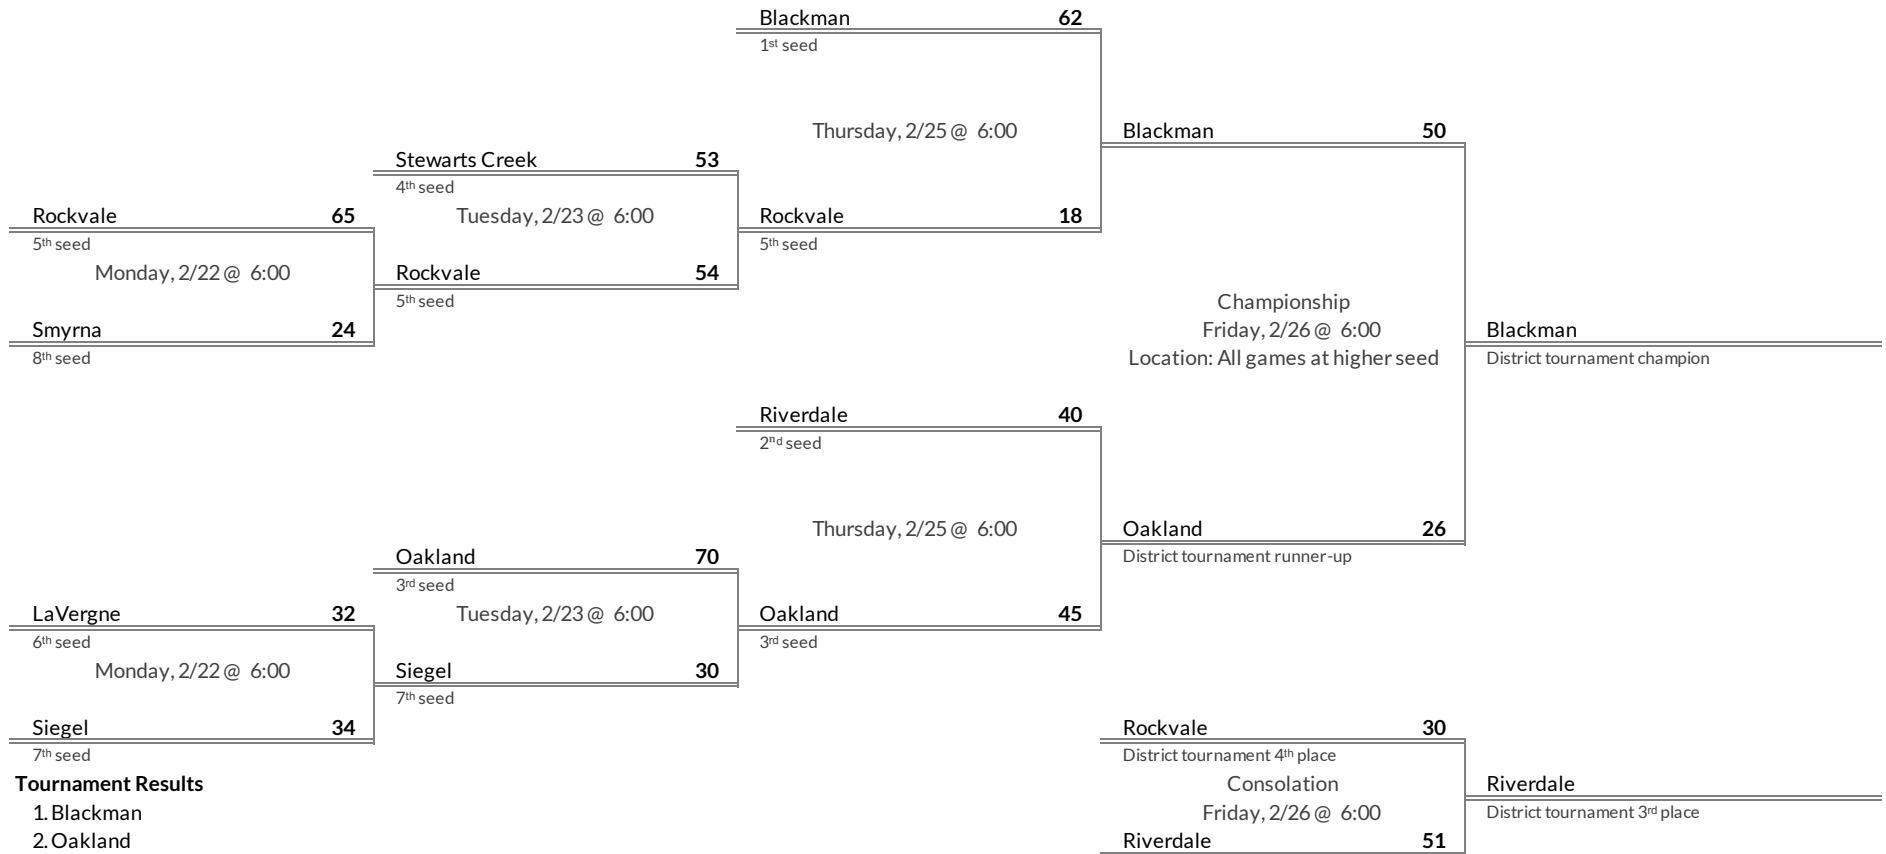 Blackman 62
1st seed
Thursday, 2/25 @ 6:00
Blackman 50
Stewarts Creek 53
4th seed
Rockvale 65
Tuesday, 2/23 @ 6:00
Rockvale 18
5th seed
5th seed
Monday, 2/22 @ 6:00
Rockvale 54
5th seed
Championship
Smyrna 24
Friday, 2/26 @ 6:00
Blackman
8th seed
Location: All games at higher seed
District tournament champion
Riverdale 40
2nd seed
Thursday, 2/25 @ 6:00
Oakland 26
District tournament runner-up
Oakland 70
3rd seed
LaVergne 32
Tuesday, 2/23 @ 6:00
Oakland 45
6th seed
3rd seed
Monday, 2/22 @ 6:00
Siegel 30
7th seed
Siegel 34
Rockvale 30
7th seed
District tournament 4th place
Tournament Results
Consolation
Riverdale
1. Blackman
Friday, 2/26 @ 6:00
District tournament 3rd place
2. Oakland
Riverdale 51